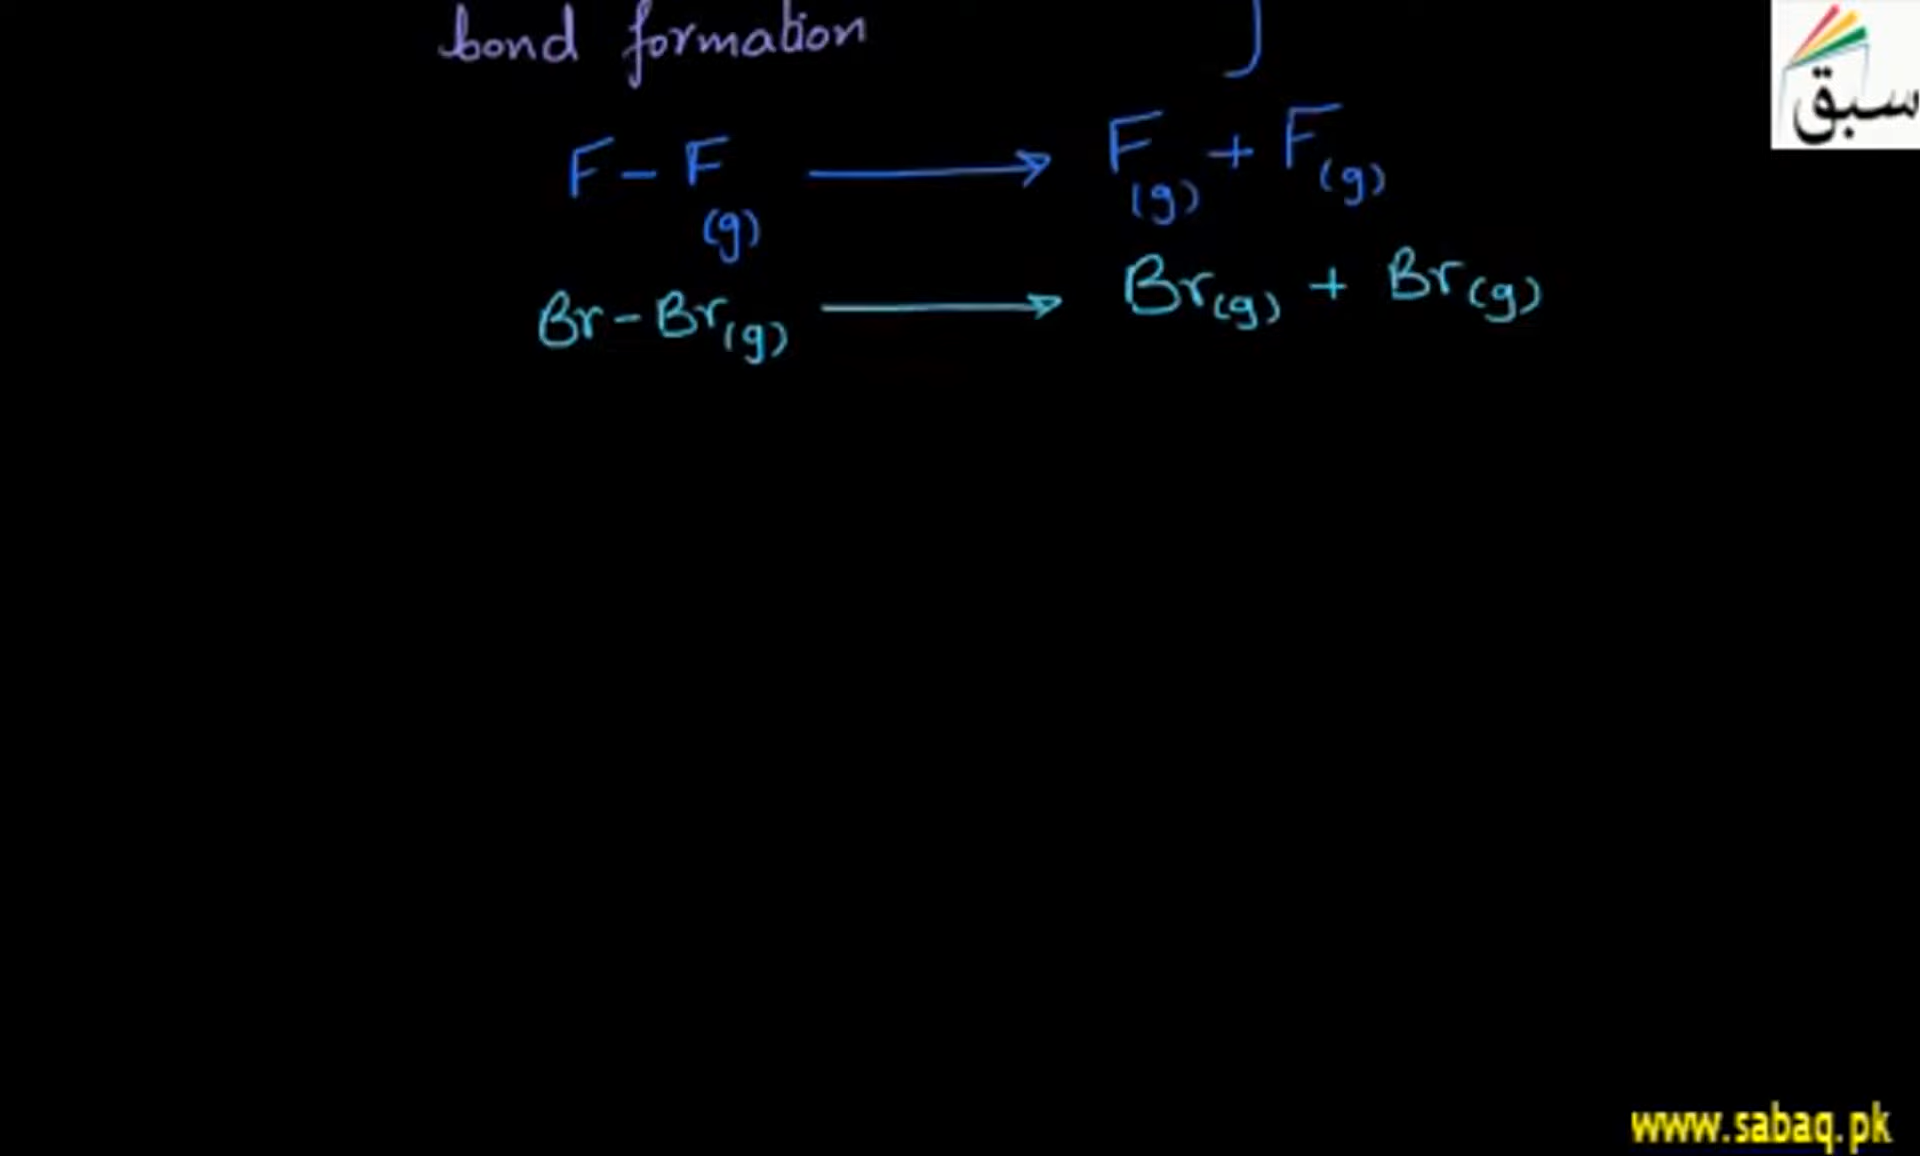 bond formation
سبق
F - F (g) → F (g) + F (g)
Br - Br (g) → Br (g) + Br (g)
www.sabaq.pk